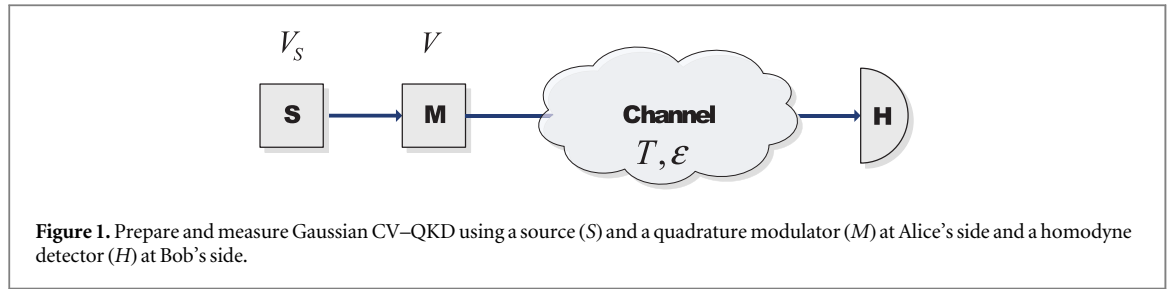 V_S V
S M Channel H
T, ε
Figure 1. Prepare and measure Gaussian CV–QKD using a source (S) and a quadrature modulator (M) at Alice's side and a homodyne
detector (H) at Bob's side.